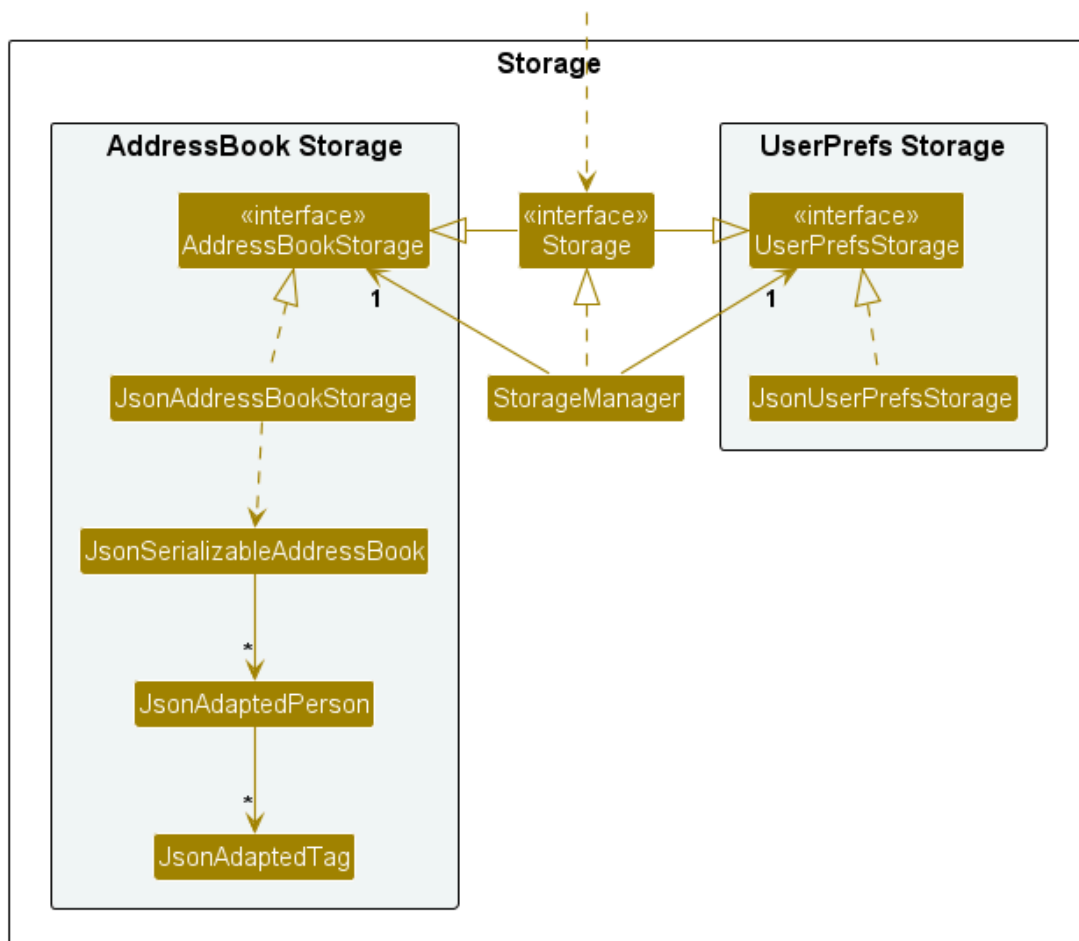 Storage
AddressBook Storage
UserPrefs Storage
«interface»
AddressBookStorage
«interface»
Storage
«interface»
UserPrefsStorage
1
1
JsonAddressBookStorage
StorageManager
JsonUserPrefsStorage
JsonSerializableAddressBook
*
JsonAdaptedPerson
*
JsonAdaptedTag